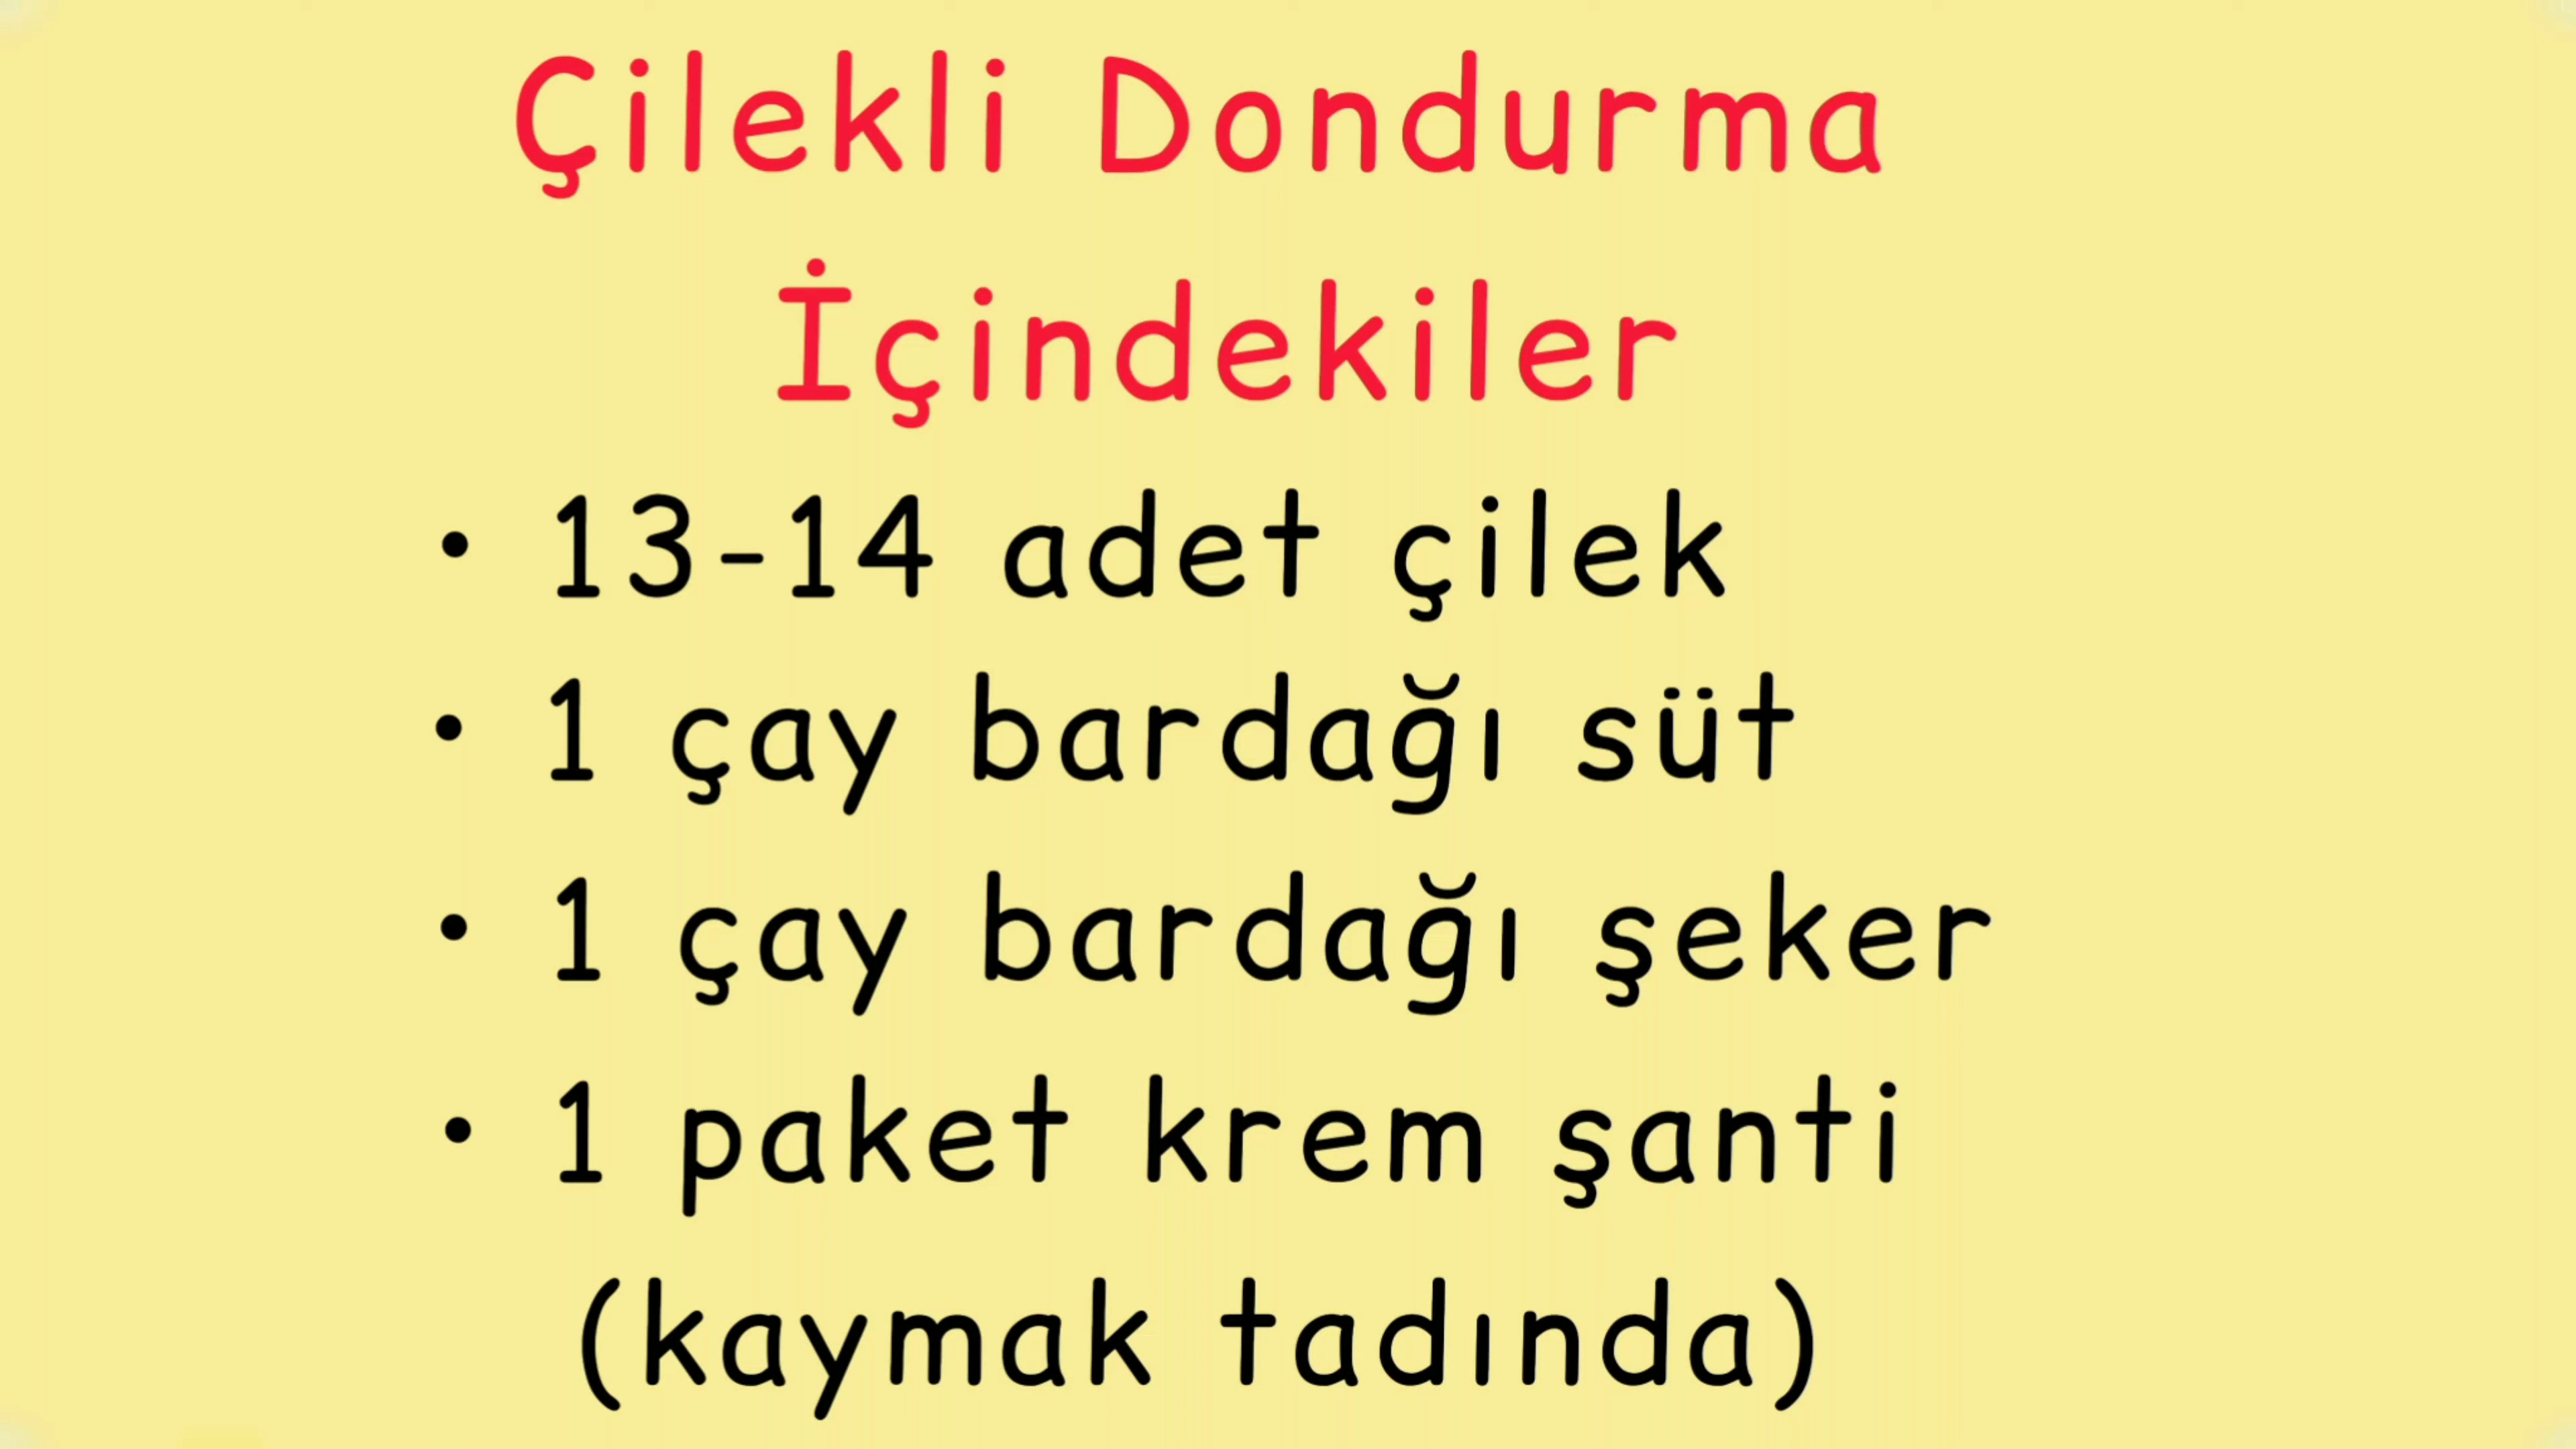 Çilekli Dondurma
İçindekiler
• 13-14 adet çilek
• 1 çay bardağı süt
• 1 çay bardağı şeker
• 1 paket krem şanti
(kaymak tadında)